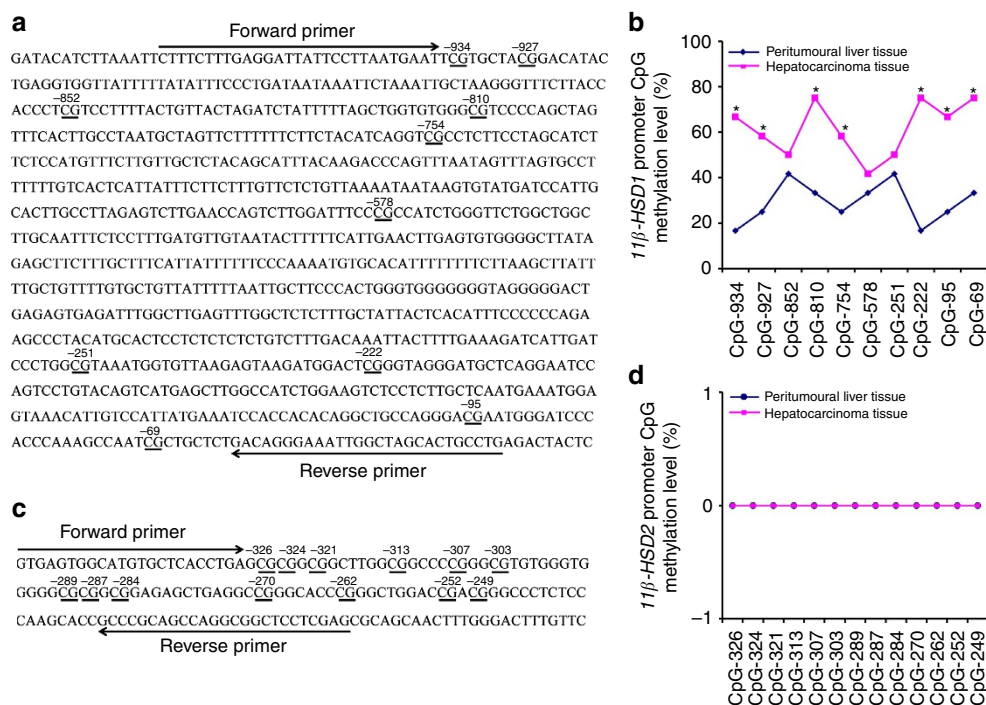 a
Forward primer
–934 –927
GATACATCTTAAATTCTTTCTTTGAGGATTATTCCTTAATGAATTCGTGCTACGGACATAC
TGAGGTGGTTATTTTTATATTTCCCTGATAATAAATTCTAAATTGCTAAGGGTTTCTTACC
–852 –810
ACCCTCGTCCTTTTACTGTTACTAGATCTATTTTTAGCTGGTGTGGGCGTCCCCAGCTAG
–754
TTTCACTTGCCTAATGCTAGTTCTTTTTTCTTCTACATCAGGTCGCCTCTTCCTAGCATCT
TCTCCATGTTTCTTGTTGCTCTACAGCATTTACAAGACCCAGTTTAATAGTTTAGTGCCT
TTTTTGTCACTCATTATTTCTTCTTTGTTCTCTGTTAAAATAATAAGTGTATGATCCATTG
–578
CACTTGCCTTAGAGTCTTGAACCAGTCTTGGATTTCCCGCCATCTGGGTTCTGGCTGGC
TTGCAATTTCTCCTTTGATGTTGTAATACTTTTTCATTGAACTTGAGTGTGGGGCTTATA
GAGCTTCTTTGCTTTCATTATTTTTTCCCAAAATGTGCACATTTTTTTTCTTAAGCTTATT
TTGCTGTTTTGTGCTGTTATTTTTAATTGCTTCCCACTGGGTGGGGGGGTAGGGGGACT
GAGAGTGAGATTTGGCTTGAGTTTGGCTCTCTTTGCTATTACTCACATTTCCCCCCAGA
AGCCCTACATGCACTCCTCTCTCTCTGTCTTTGACAAATTACTTTTGAAAGATCATTGAT
–251 –222
CCCTGGCGTAAATGGTGTTAAGAGTAAGATGGACTCGGGTAGGGATGCTCAGGAATCC
AGTCCTGTACAGTCATGAGCTTGGCCATCTGGAAGTCTCCTCTTGCTCAATGAAATGGA
–95
GTAAACATTGTCCATTATGAAATCCACCACACAGGCTGCCAGGGACGAATGGGATCCC
–69
ACCCAAAGCCAATCGCTGCTCTGACAGGGAAATTGGCTAGCACTGCCTGAGACTACTC
Reverse primer
b
11β-HSD1 promoter CpG
methylation level (%)
100
80
60
40
20
0
Peritumoural liver tissue
Hepatocarcinoma tissue
* * * * * * *
CpG-934
CpG-927
CpG-852
CpG-810
CpG-754
CpG-578
CpG-251
CpG-222
CpG-95
CpG-69
c
Forward primer
–326 –324 –321 –313 –307 –303
GTGAGTGGCATGTGCTCACCTGAGCGCGGCGGCTTGGCGGCCCCGGGCGTGTGGGTG
–289 –287 –284 –270 –262 –252 –249
GGGGCGCGGCGGAGAGCTGAGGCCGGGCACCCGGGCTGGACCGACGGGCCCTCTCC
CAAGCACCGCCCGCAGCCAGGCGGCTCCTCGAGCGCAGCAACTTTGGGACTTTGTTC
Reverse primer
d
11β-HSD2 promoter CpG
methylation level (%)
1
0
–1
Peritumoural liver tissue
Hepatocarcinoma tissue
CpG-326
CpG-324
CpG-321
CpG-313
CpG-307
CpG-303
CpG-289
CpG-287
CpG-284
CpG-270
CpG-262
CpG-252
CpG-249